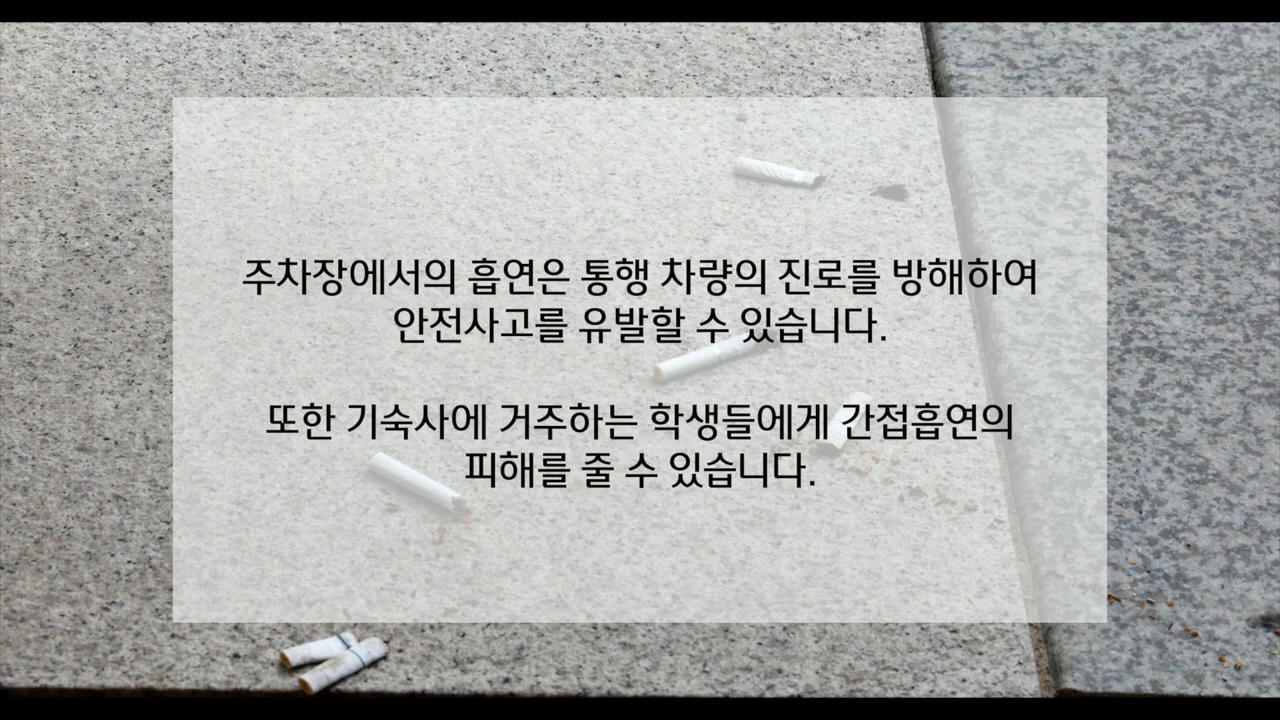 주차장에서의 흡연은 통행 차량의 진로를 방해하여
안전사고를 유발할 수 있습니다.
또한 기숙사에 거주하는 학생들에게 간접흡연의
피해를 줄 수 있습니다.